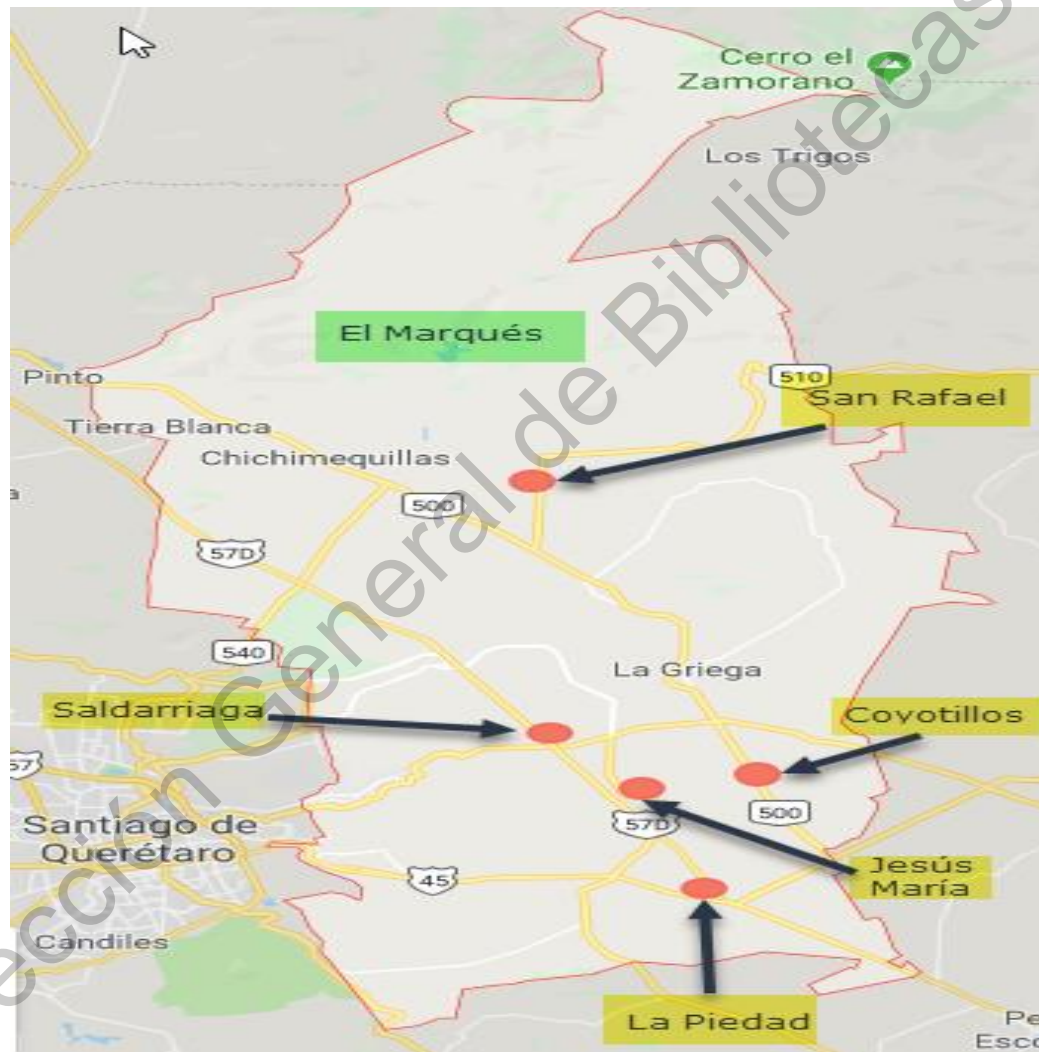 Cerro el
Zamorano
Los Trigos
El Marqués
Pinto
510
San Rafael
Tierra Blanca
Chichimequillas
500
57D
540
La Griega
Saldarriaga
Coyotillos
57
Santiago de
Querétaro
57D
500
45
Jesús
María
Candiles
La Piedad
Pe
Esco
ección General de Bibliotecas